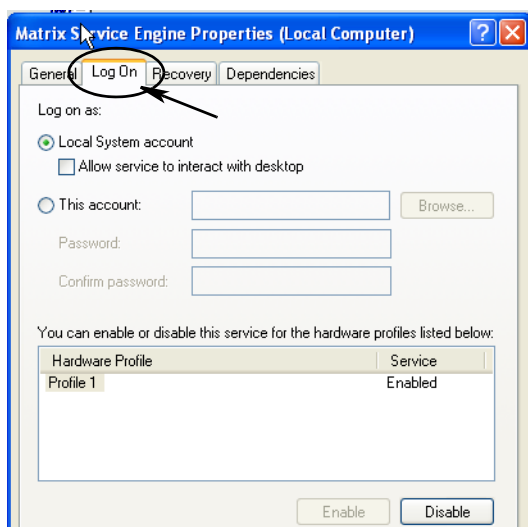 Matrix Service Engine Properties (Local Computer)
General Log On Recovery Dependencies
Log on as:
Local System account
Allow service to interact with desktop
This account:
Browse...
Password:
Confirm password:
You can enable or disable this service for the hardware profiles listed below:
Hardware Profile Service
Profile 1 Enabled
Enable Disable